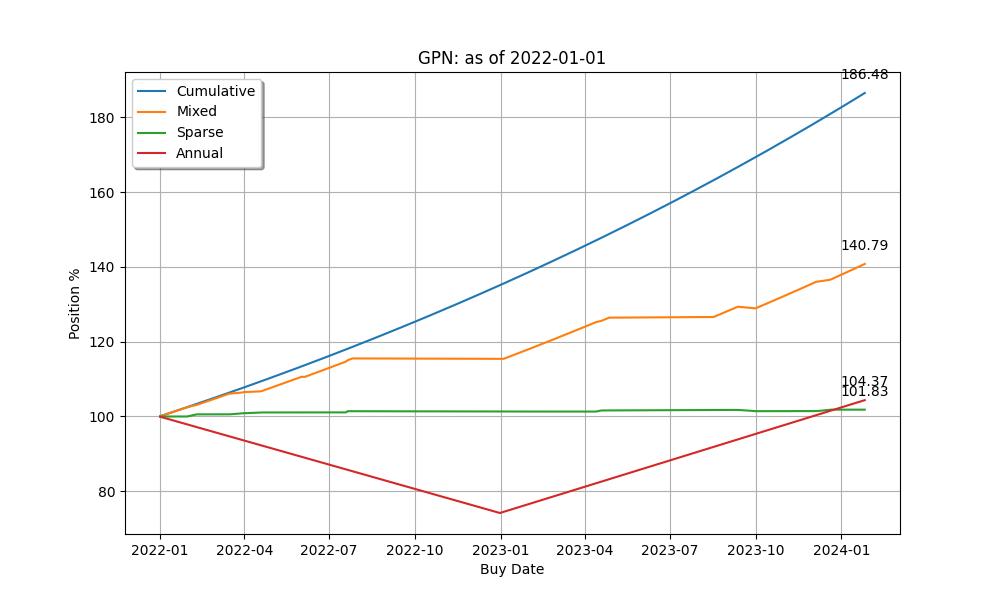 GPN: as of 2022-01-01
186.48
Cumulative
Mixed
Sparse
Annual
180
160
140
120
100
80
140.79
104.37
101.83
Position %
2022-01
2022-04
2022-07
2022-10
2023-01
2023-04
2023-07
2023-10
2024-01
Buy Date